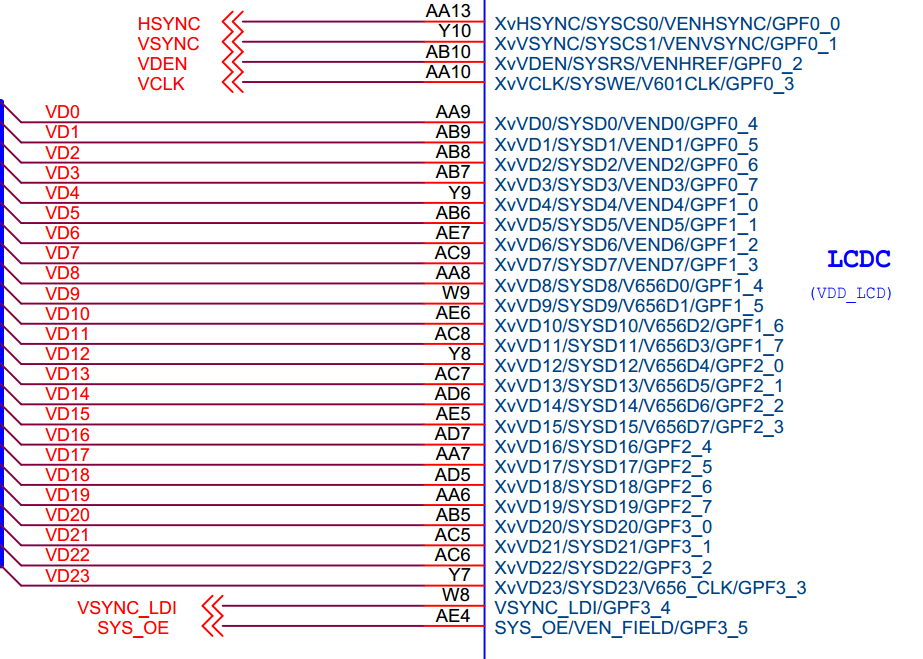 HSYNC AA13 XvHSYNC/SYSCS0/VENHSYNC/GPF0_0
VSYNC Y10 XvVSYNC/SYSCS1/VENVSYNC/GPF0_1
VDEN AB10 XvVDEN/SYSRS/VENHREF/GPF0_2
VCLK AA10 XvVCLK/SYSWE/V601CLK/GPF0_3
VD0 AA9 XvVD0/SYSD0/VEND0/GPF0_4
VD1 AB9 XvVD1/SYSD1/VEND1/GPF0_5
VD2 AB8 XvVD2/SYSD2/VEND2/GPF0_6
VD3 AB7 XvVD3/SYSD3/VEND3/GPF0_7
VD4 Y9 XvVD4/SYSD4/VEND4/GPF1_0
VD5 AB6 XvVD5/SYSD5/VEND5/GPF1_1
VD6 AE7 XvVD6/SYSD6/VEND6/GPF1_2
VD7 AC9 XvVD7/SYSD7/VEND7/GPF1_3
LCDC
VD8 AA8 XvVD8/SYSD8/V656D0/GPF1_4
(VDD_LCD)
VD9 W9 XvVD9/SYSD9/V656D1/GPF1_5
VD10 AE6 XvVD10/SYSD10/V656D2/GPF1_6
VD11 AC8 XvVD11/SYSD11/V656D3/GPF1_7
VD12 Y8 XvVD12/SYSD12/V656D4/GPF2_0
VD13 AC7 XvVD13/SYSD13/V656D5/GPF2_1
VD14 AD6 XvVD14/SYSD14/V656D6/GPF2_2
VD15 AE5 XvVD15/SYSD15/V656D7/GPF2_3
VD16 AD7 XvVD16/SYSD16/GPF2_4
VD17 AA7 XvVD17/SYSD17/GPF2_5
VD18 AD5 XvVD18/SYSD18/GPF2_6
VD19 AA6 XvVD19/SYSD19/GPF2_7
VD20 AB5 XvVD20/SYSD20/GPF3_0
VD21 AC5 XvVD21/SYSD21/GPF3_1
VD22 AC6 XvVD22/SYSD22/GPF3_2
VD23 Y7 XvVD23/SYSD23/V656_CLK/GPF3_3
VSYNC_LDI W8 VSYNC_LDI/GPF3_4
SYS_OE AE4 SYS_OE/VEN_FIELD/GPF3_5